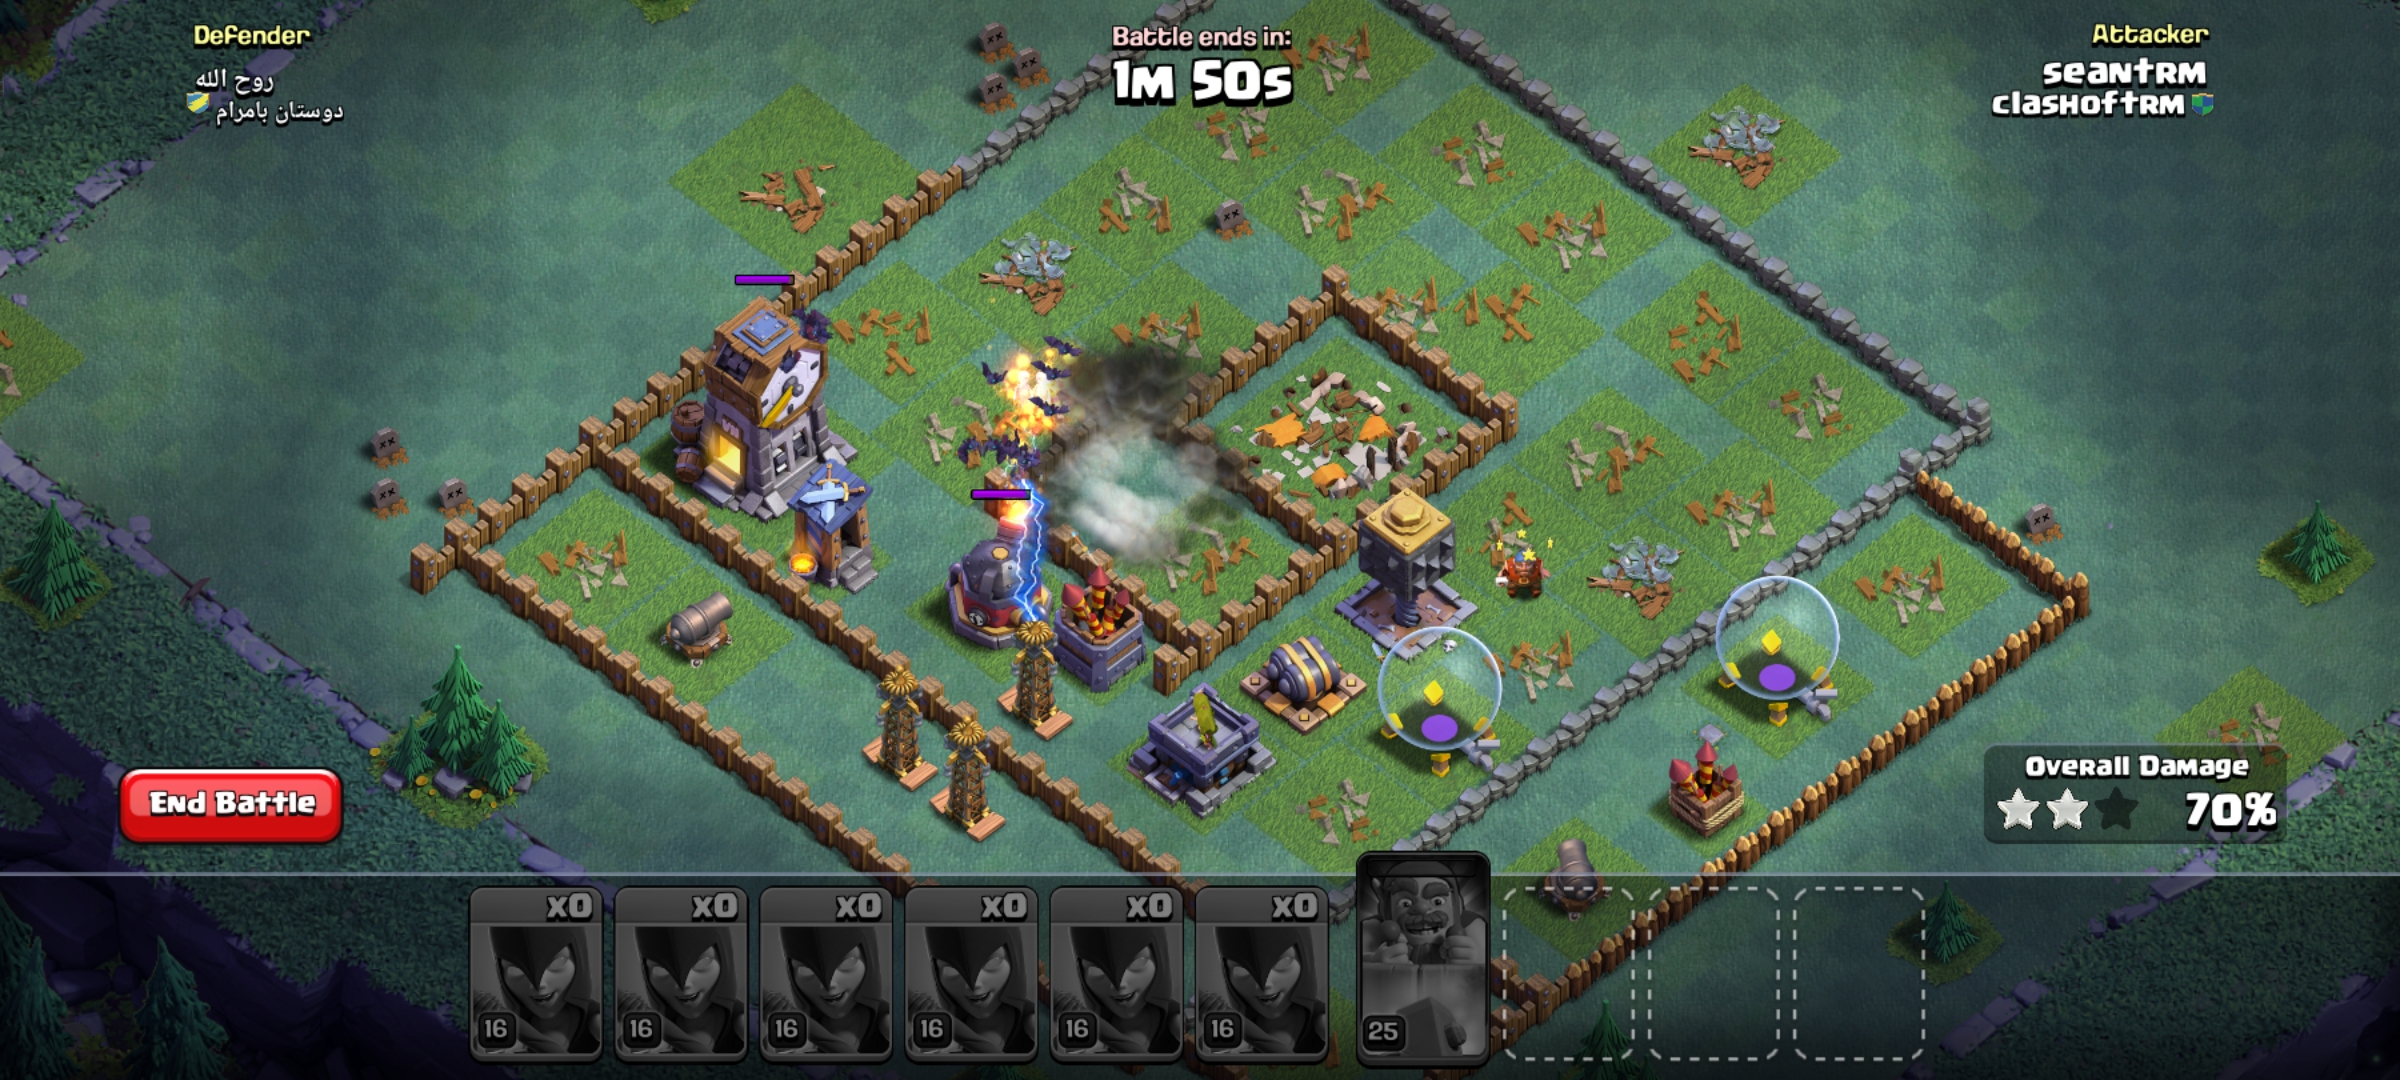 Defender
روح الله
دوستان بامرام
Battle ends in:
1M 50s
Attacker
seantRM
clashoftRM
End Battle
Overall Damage
70%
x0
x0
x0
x0
x0
x0
16
16
16
16
16
16
25